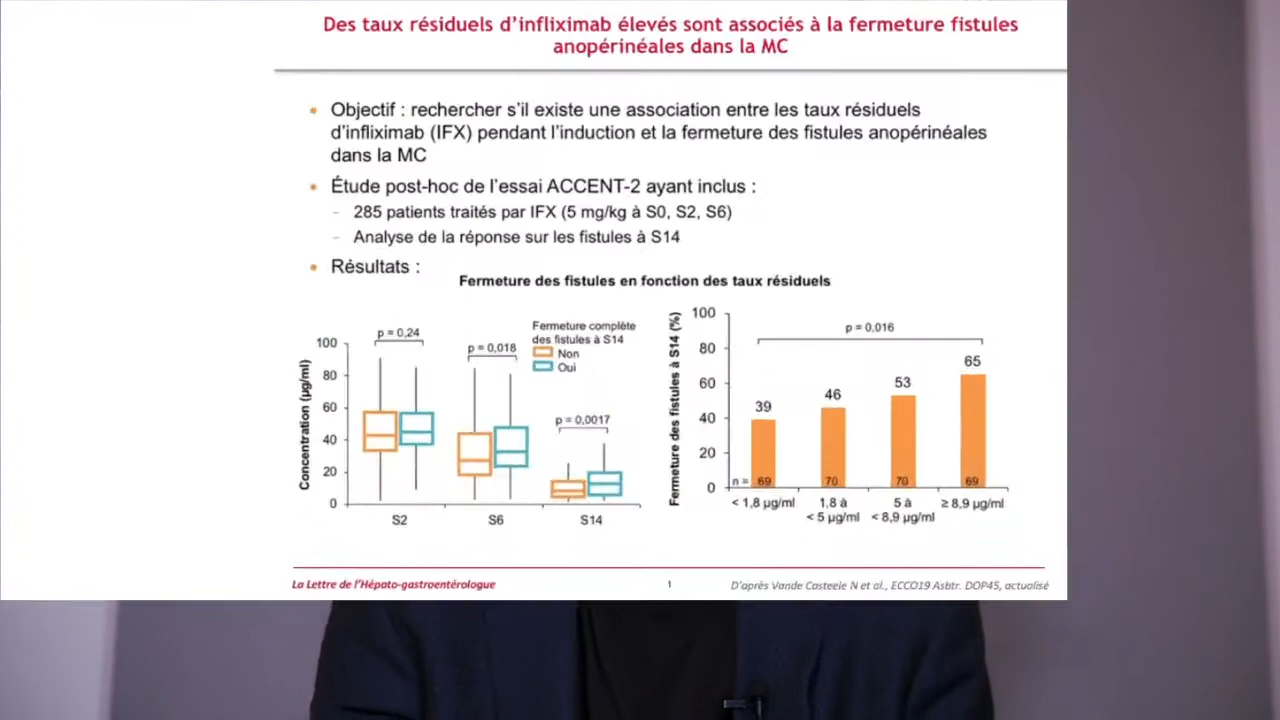 Des taux résiduels d'infliximab élevés sont associés à la fermeture fistules
anopérinéales dans la MC
• Objectif : rechercher s'il existe une association entre les taux résiduels
d'infliximab (IFX) pendant l'induction et la fermeture des fistules anopérinéales
dans la MC
• Étude post-hoc de l'essai ACCENT-2 ayant inclus :
– 285 patients traités par IFX (5 mg/kg à S0, S2, S6)
– Analyse de la réponse sur les fistules à S14
• Résultats :
Fermeture des fistules en fonction des taux résiduels
Concentration (µg/ml)
100
80
60
40
20
0
p = 0,24
p = 0,018
p = 0,0017
Fermeture complète
des fistules à S14
Non
Oui
S2 S6 S14
Fermeture des fistules à S14 (%)
100
80
60
40
20
0
p = 0,016
39 46 53 65
n = 69 70 70 69
< 1,8 µg/ml 1,8 à 5 à ≥ 8,9 µg/ml
< 5 µg/ml < 8,9 µg/ml
La Lettre de l'Hépato-gastroentérologue 1 D'après Vande Casteele N et al., ECCO19 Asbtr. DOP45, actualisé